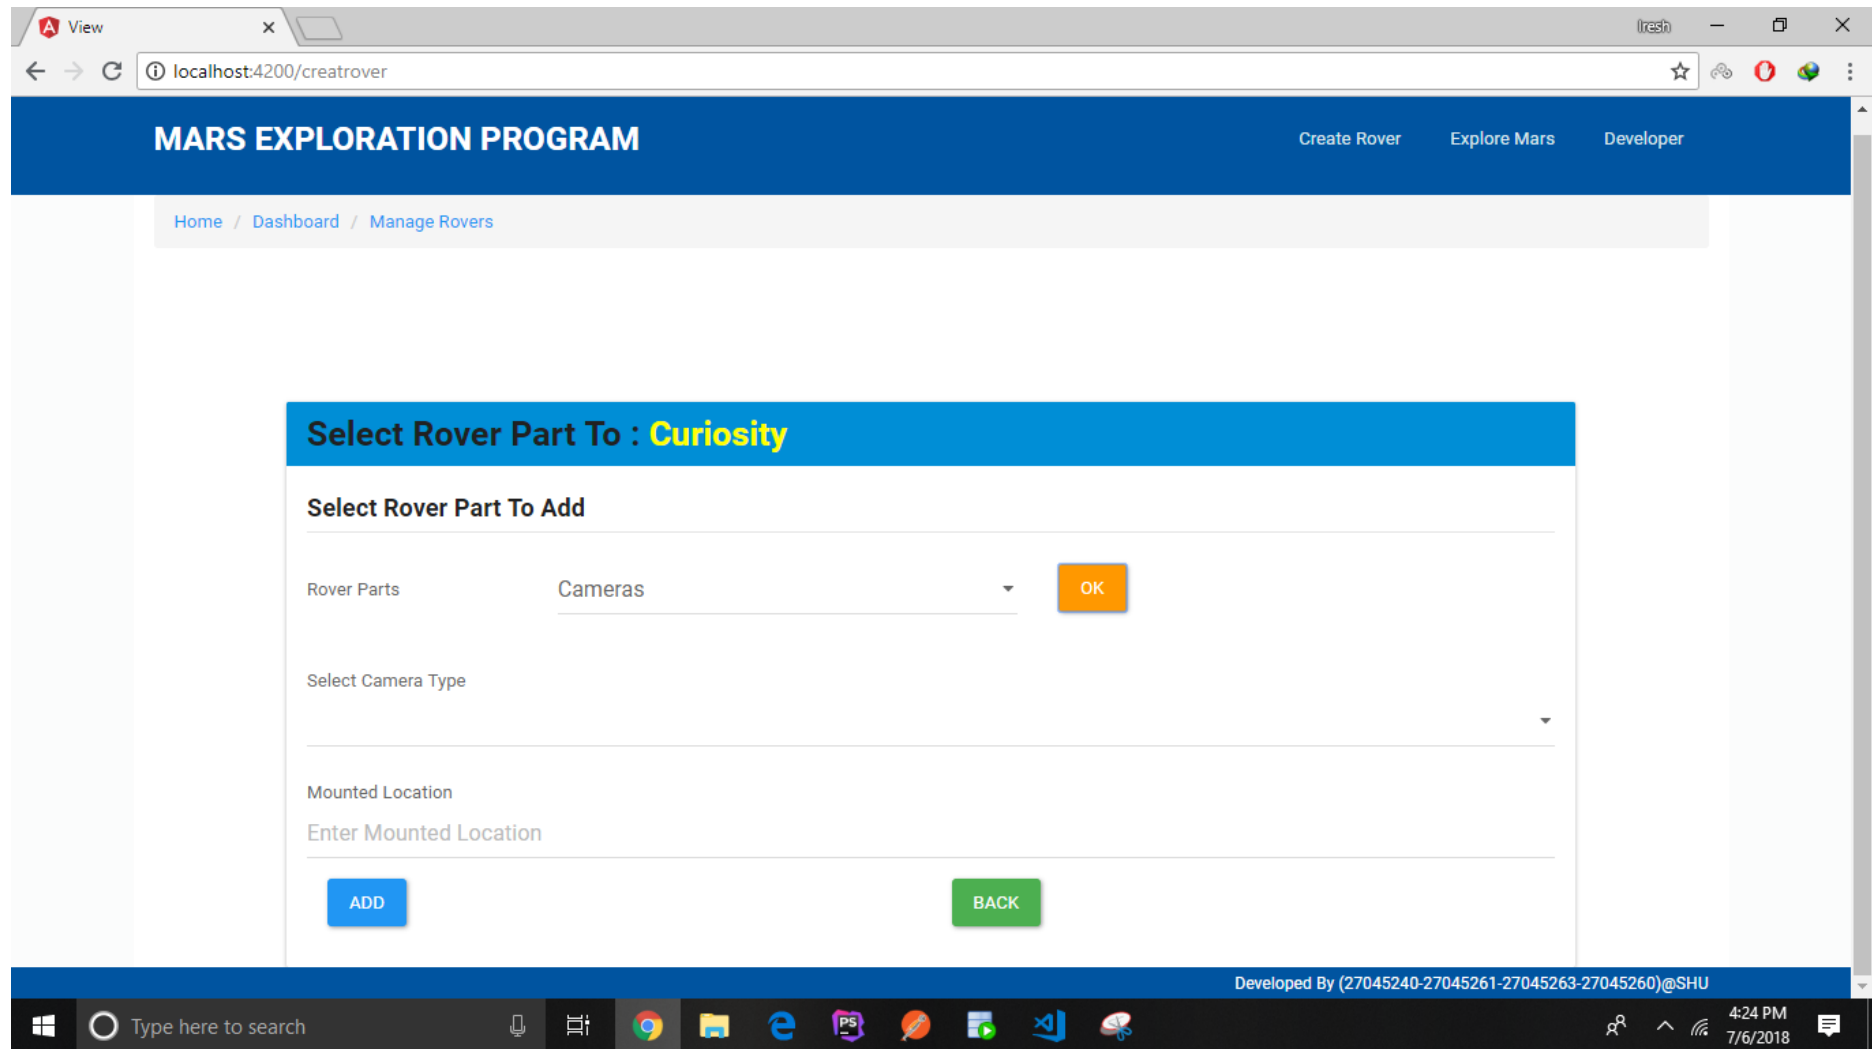 View
Iresh
localhost:4200/creatrover
MARS EXPLORATION PROGRAM
Create Rover
Explore Mars
Developer
Home / Dashboard / Manage Rovers
Select Rover Part To : Curiosity
Select Rover Part To Add
Rover Parts
Cameras
OK
Select Camera Type
Mounted Location
Enter Mounted Location
ADD
BACK
Developed By (27045240-27045261-27045263-27045260)@SHU
Type here to search
PS
4:24 PM
7/6/2018